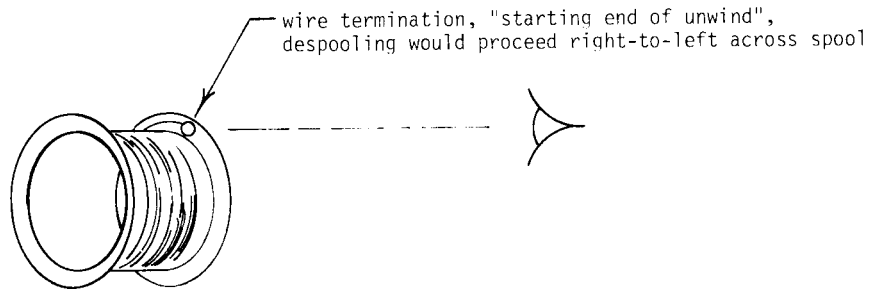 wire termination, "starting end of unwind",
despooling would proceed right-to-left across spool